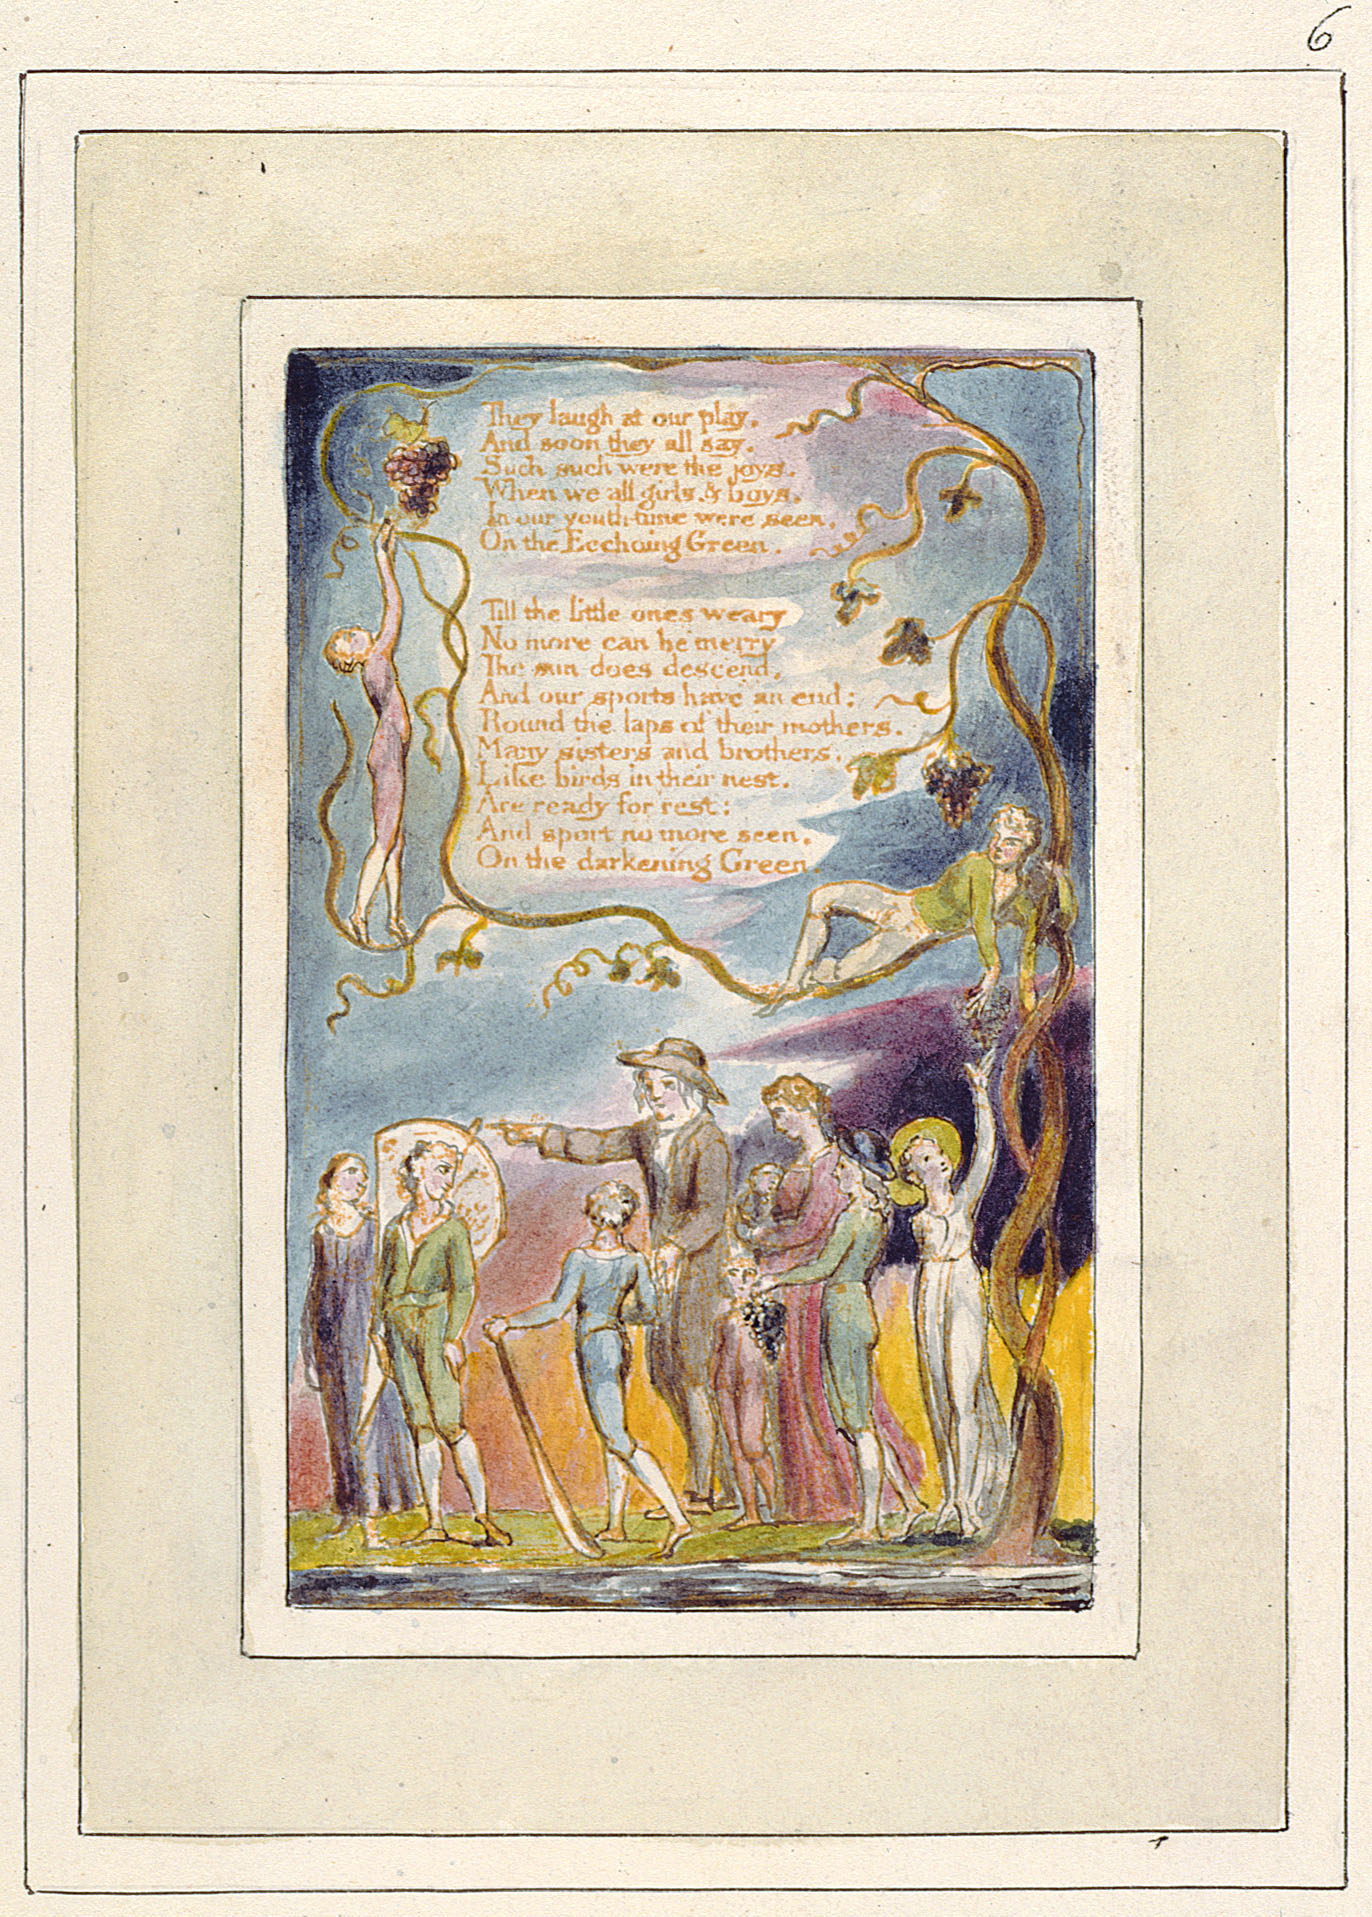 6
They laugh at our play,
And soon they all say.
Such such were the joys.
When we all girls & boys,
In our youth-time were seen,
On the Ecchoing Green.
Till the little ones weary
No more can be merry
The sun does descend,
And our sports have an end:
Round the laps of their mothers,
Many sisters and brothers,
Like birds in their nest,
Are ready for rest;
And sport no more seen,
On the darkening Green.